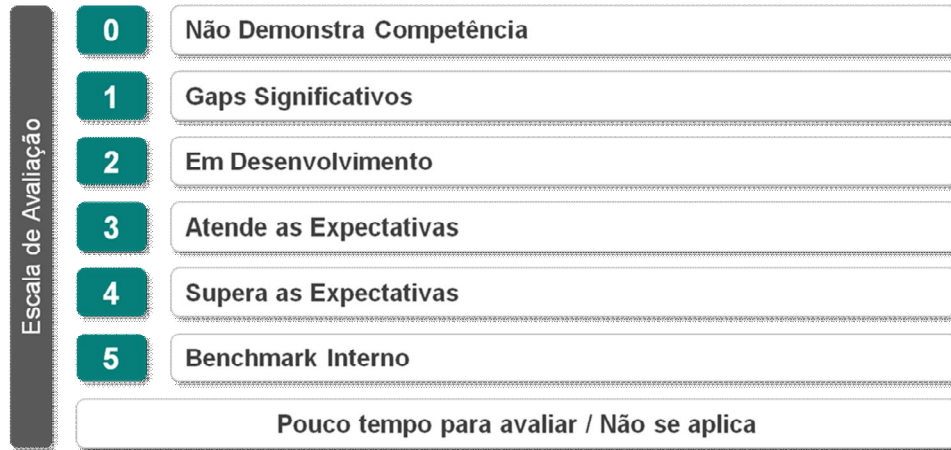 Escala de Avaliação
0 Não Demonstra Competência
1 Gaps Significativos
2 Em Desenvolvimento
3 Atende as Expectativas
4 Supera as Expectativas
5 Benchmark Interno
Pouco tempo para avaliar / Não se aplica